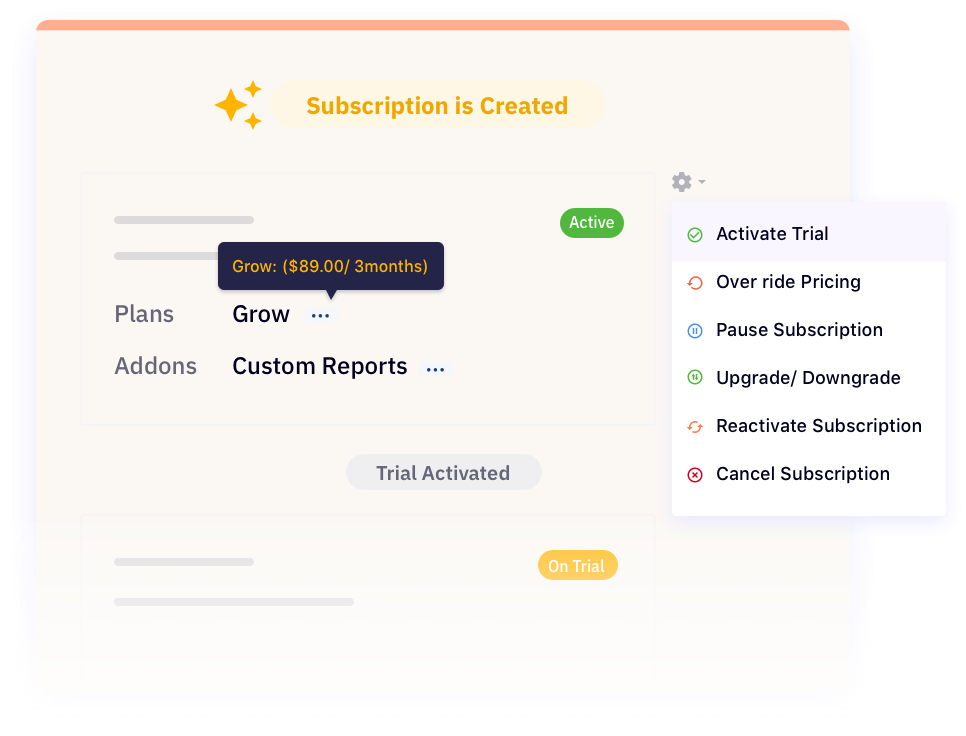 Subscription is Created
Active
Grow: ($89.00/ 3months)
Plans Grow ...
Addons Custom Reports ...
Trial Activated
On Trial
Activate Trial
Over ride Pricing
Pause Subscription
Upgrade/ Downgrade
Reactivate Subscription
Cancel Subscription